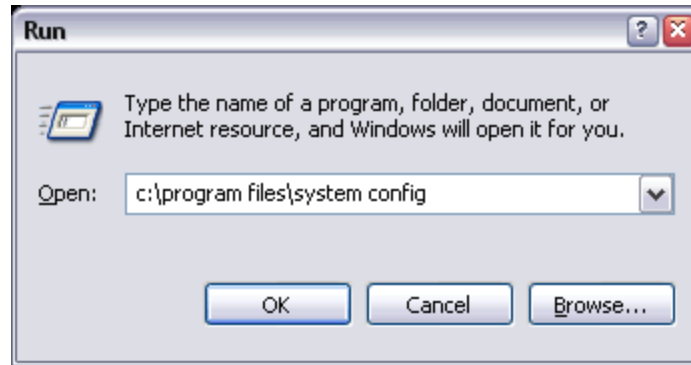 Run
Type the name of a program, folder, document, or
Internet resource, and Windows will open it for you.
Open: c:\program files\system config
OK Cancel Browse...